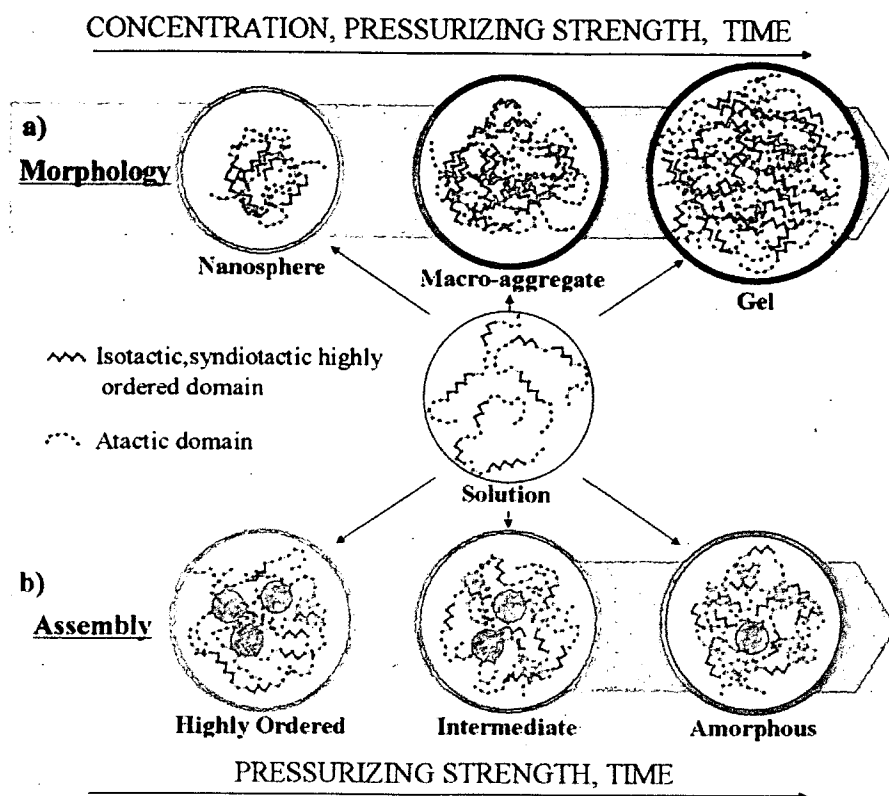 CONCENTRATION, PRESSURIZING STRENGTH, TIME
a)
Morphology
Nanosphere
Macro-aggregate
Gel
Isotactic,syndiotactic highly
ordered domain
Atactic domain
Solution
b)
Assembly
Highly Ordered
Intermediate
Amorphous
PRESSURIZING STRENGTH, TIME